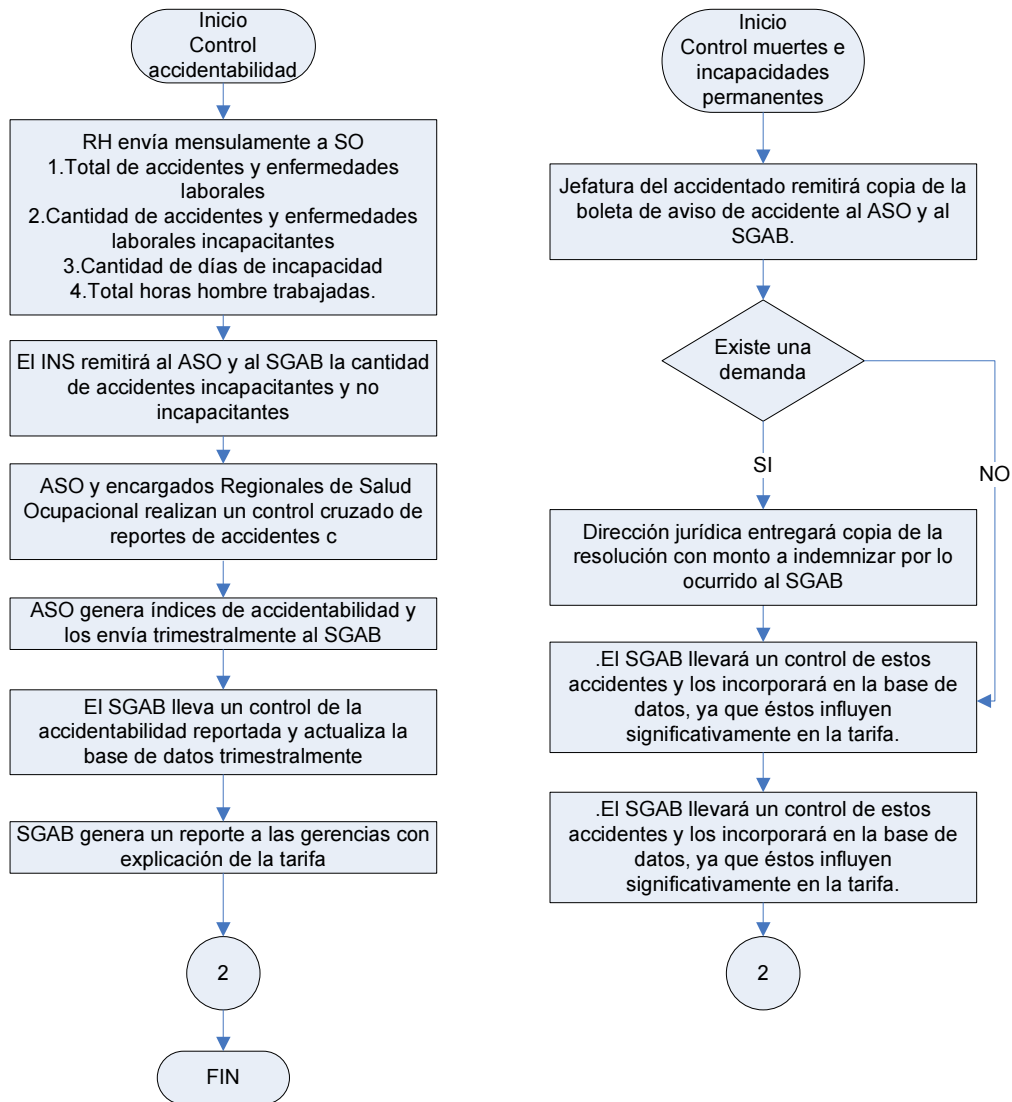 Inicio
Control
accidentabilidad
RH envía mensulamente a SO
1.Total de accidentes y enfermedades
laborales
2.Cantidad de accidentes y enfermedades
laborales incapacitantes
3.Cantidad de días de incapacidad
4.Total horas hombre trabajadas.
El INS remitirá al ASO y al SGAB la cantidad
de accidentes incapacitantes y no
incapacitantes
ASO y encargados Regionales de Salud
Ocupacional realizan un control cruzado de
reportes de accidentes c
ASO genera índices de accidentabilidad y
los envía trimestralmente al SGAB
El SGAB lleva un control de la
accidentabilidad reportada y actualiza la
base de datos trimestralmente
SGAB genera un reporte a las gerencias con
explicación de la tarifa
2
FIN
Inicio
Control muertes e
incapacidades
permanentes
Jefatura del accidentado remitirá copia de la
boleta de aviso de accidente al ASO y al
SGAB.
Existe una
demanda
SI
NO
Dirección jurídica entregará copia de la
resolución con monto a indemnizar por lo
ocurrido al SGAB
.El SGAB llevará un control de estos
accidentes y los incorporará en la base de
datos, ya que éstos influyen
significativamente en la tarifa.
.El SGAB llevará un control de estos
accidentes y los incorporará en la base de
datos, ya que éstos influyen
significativamente en la tarifa.
2